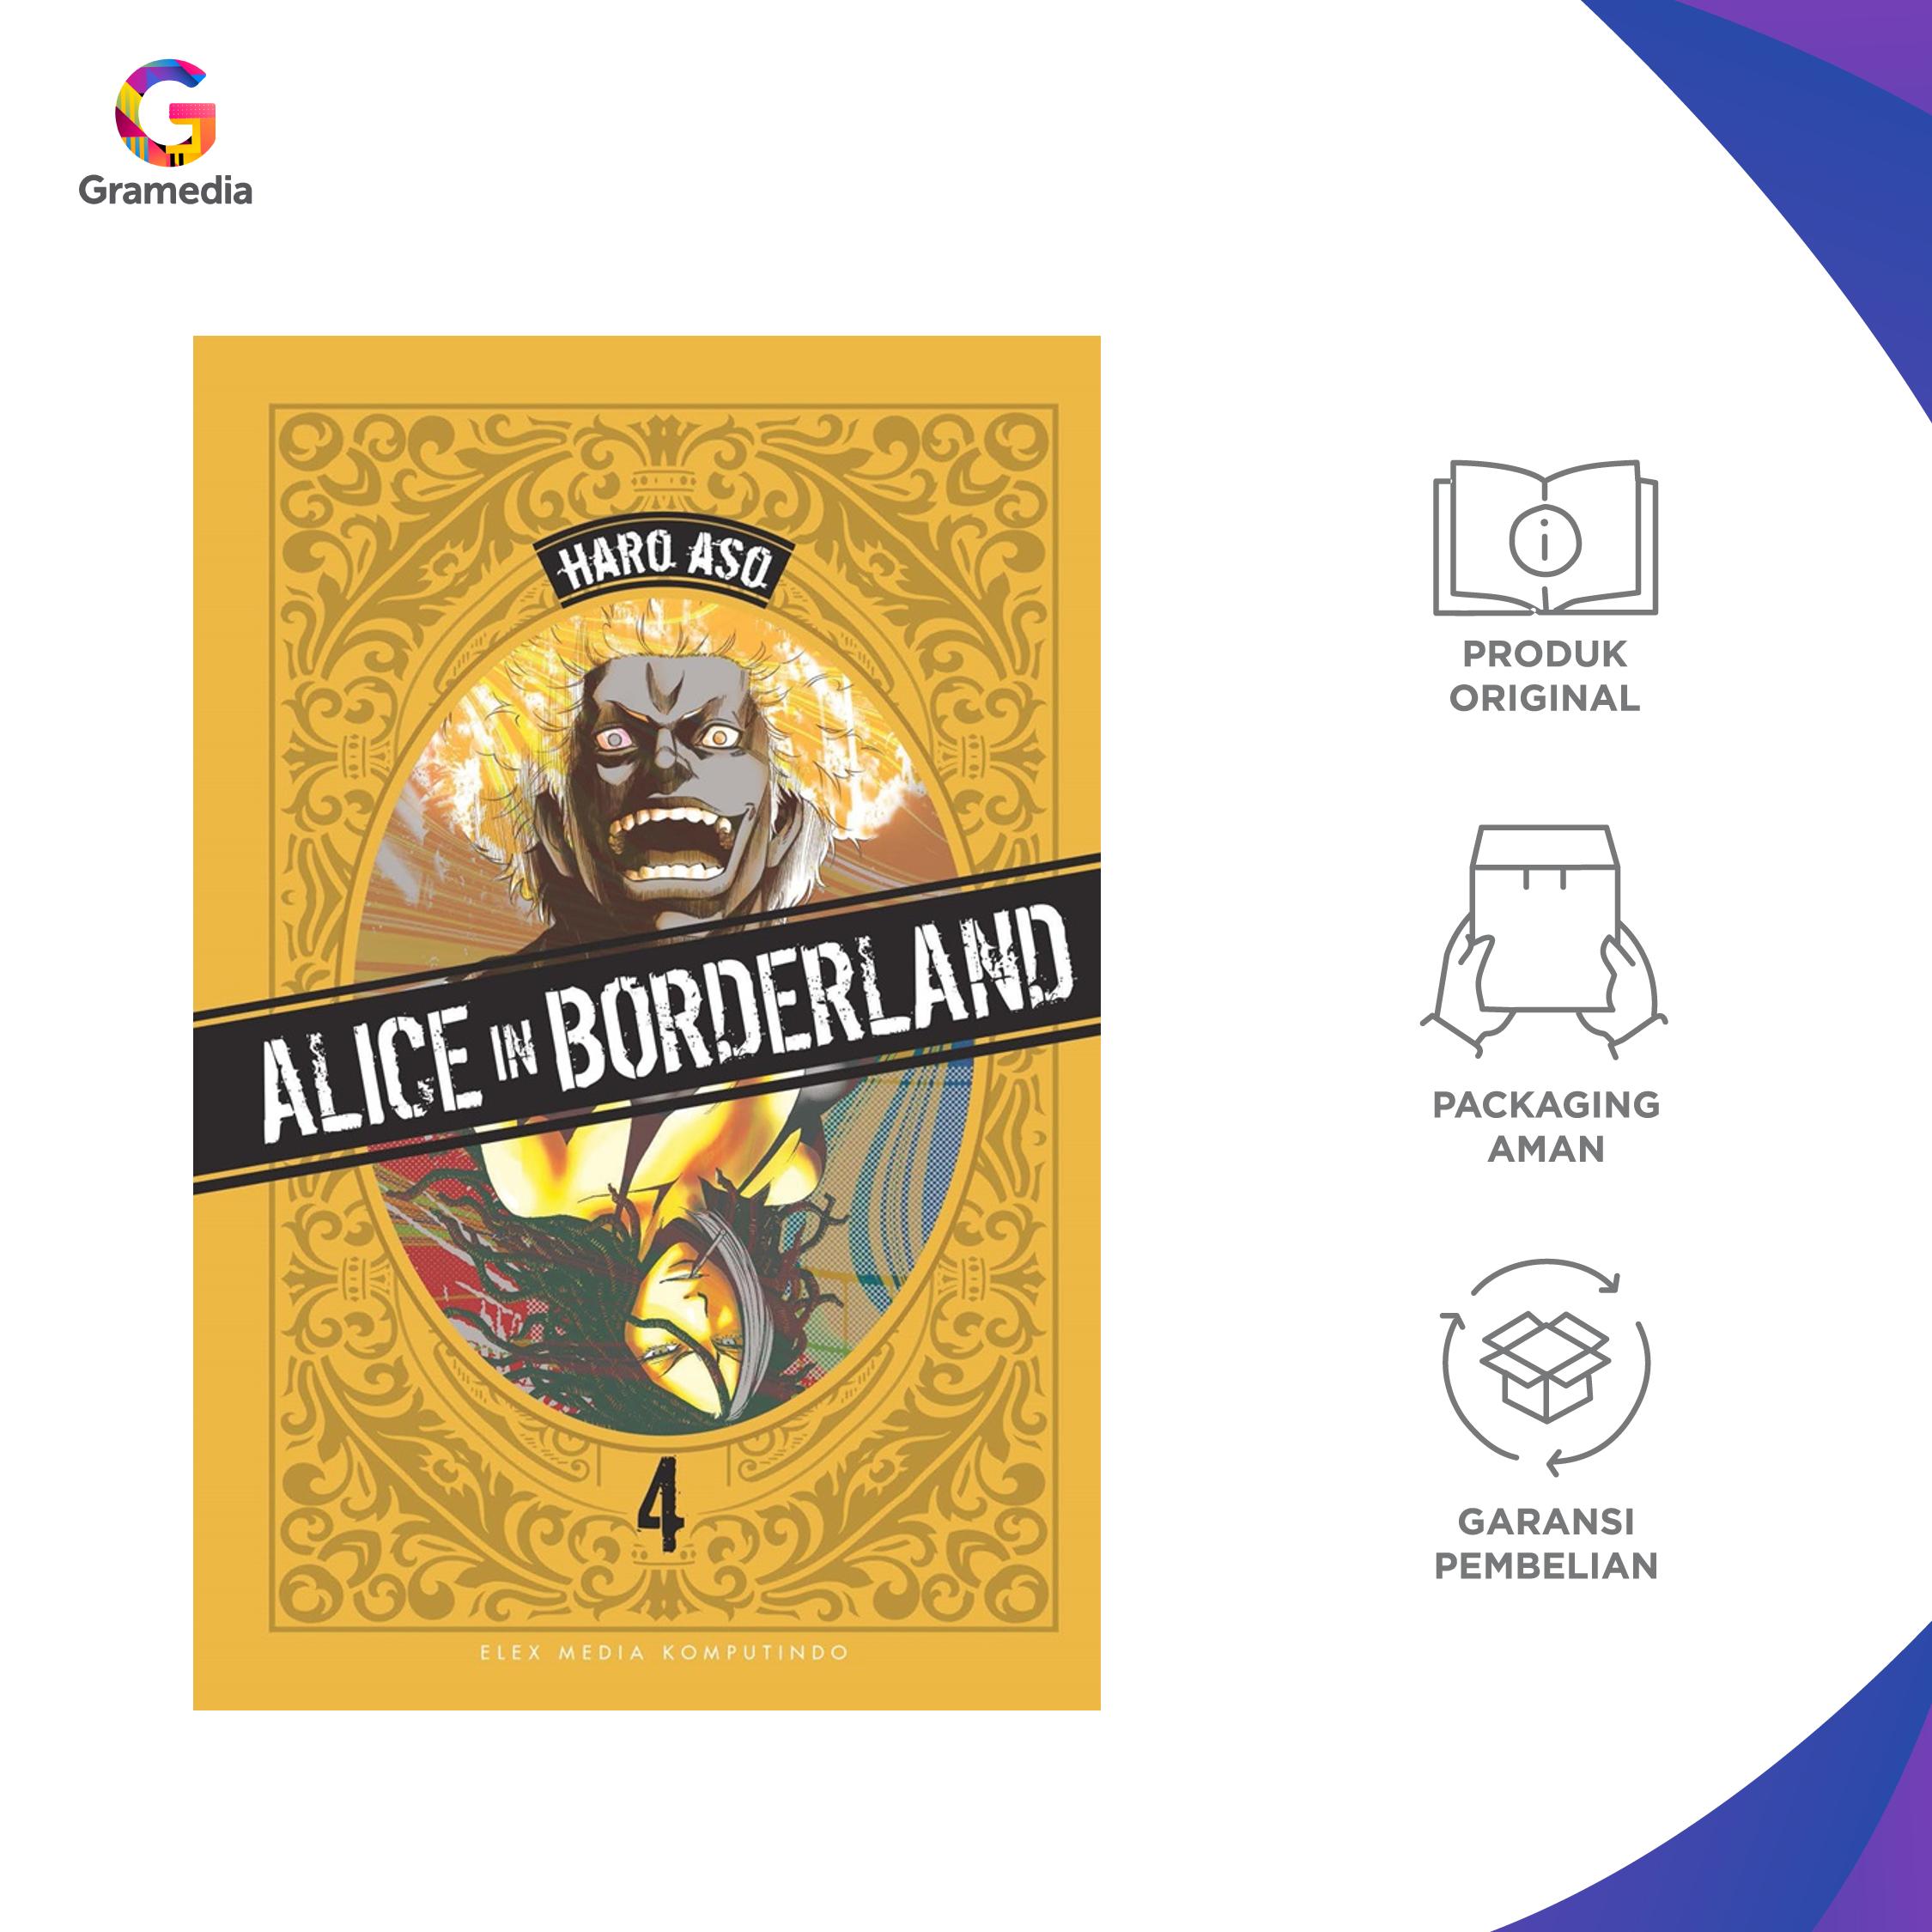 Gramedia
HARO ASO
ALICE IN BORDERLAND
4
ELEX MEDIA KOMPUTINDO
PRODUK
ORIGINAL
PACKAGING
AMAN
GARANSI
PEMBELIAN